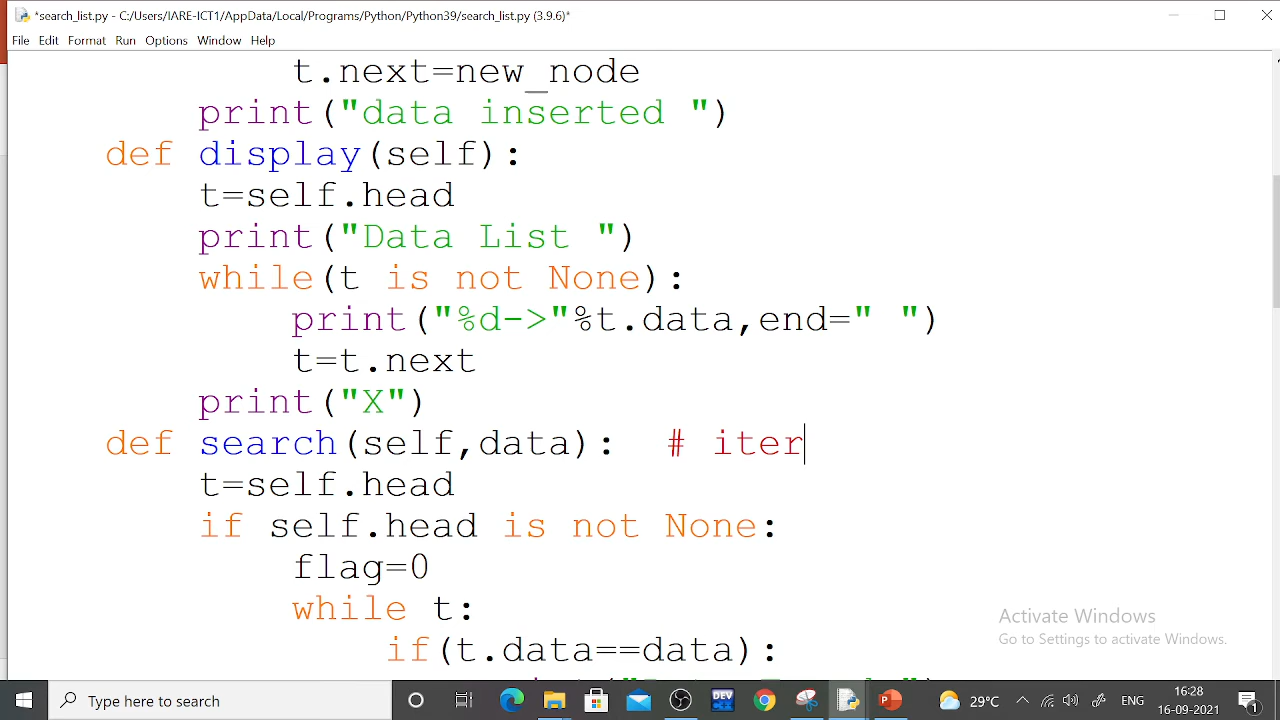 *search_list.py - C:/Users/IARE-ICT1/AppData/Local/Programs/Python/Python39/search_list.py (3.9.6)*
File Edit Format Run Options Window Help
t.next=new_node
print("data inserted ")
def display(self):
t=self.head
print("Data List ")
while(t is not None):
print("%d->"%t.data,end=" ")
t=t.next
print("X")
def search(self,data): # iter
t=self.head
if self.head is not None:
flag=0
while t:
if(t.data==data):
Activate Windows
Go to Settings to activate Windows.
Type here to search
DEV
29°C
ENG
16:28
16-09-2021
1